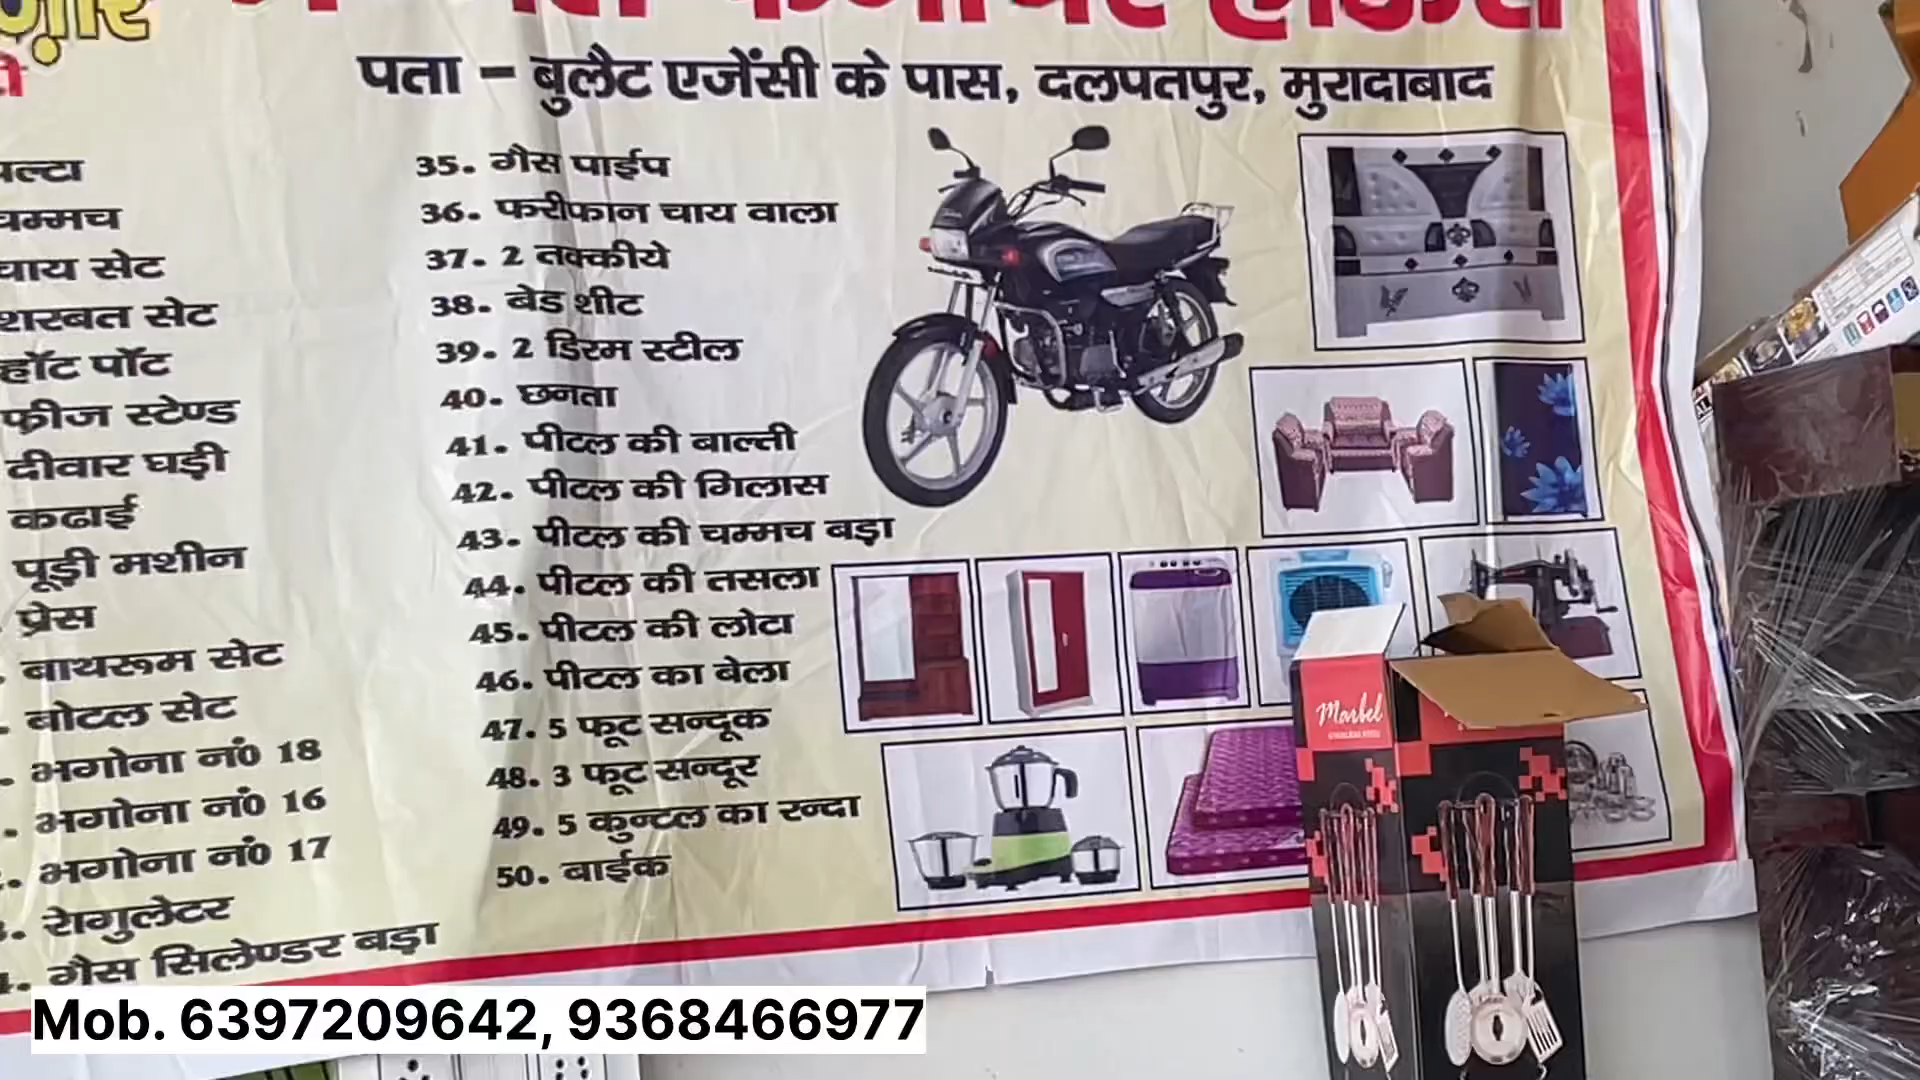 पता - बुलैट एजेंसी के पास, दलपतपुर, मुरादाबाद
चम्मच
चाय सेट
शरबत सेट
हॉट पॉट
फ्रीज स्टेण्ड
दीवार घड़ी
कढाई
पूड़ी मशीन
प्रेस
बाथरूम सेट
बोटल सेट
भगोना नं0 18
भगोना नं0 16
भगोना नं0 17
रेागुलेटर
गैस सिलेण्डर बड़ा
35. गैस पाईप
36. फरीफान चाय वाला
37. 2 तक्कीये
38. बेड शीट
39. 2 डिरम स्टील
40. छनता
41. पीटल की बाल्ती
42. पीटल की गिलास
43. पीटल की चम्मच बड़ा
44. पीटल की तसला
45. पीटल की लोटा
46. पीटल का बेला
47. 5 फूट सन्दूक
48. 3 फूट सन्दूर
49. 5 कुन्टल का रन्दा
50. बाईक
Marbel
Mob. 6397209642, 9368466977